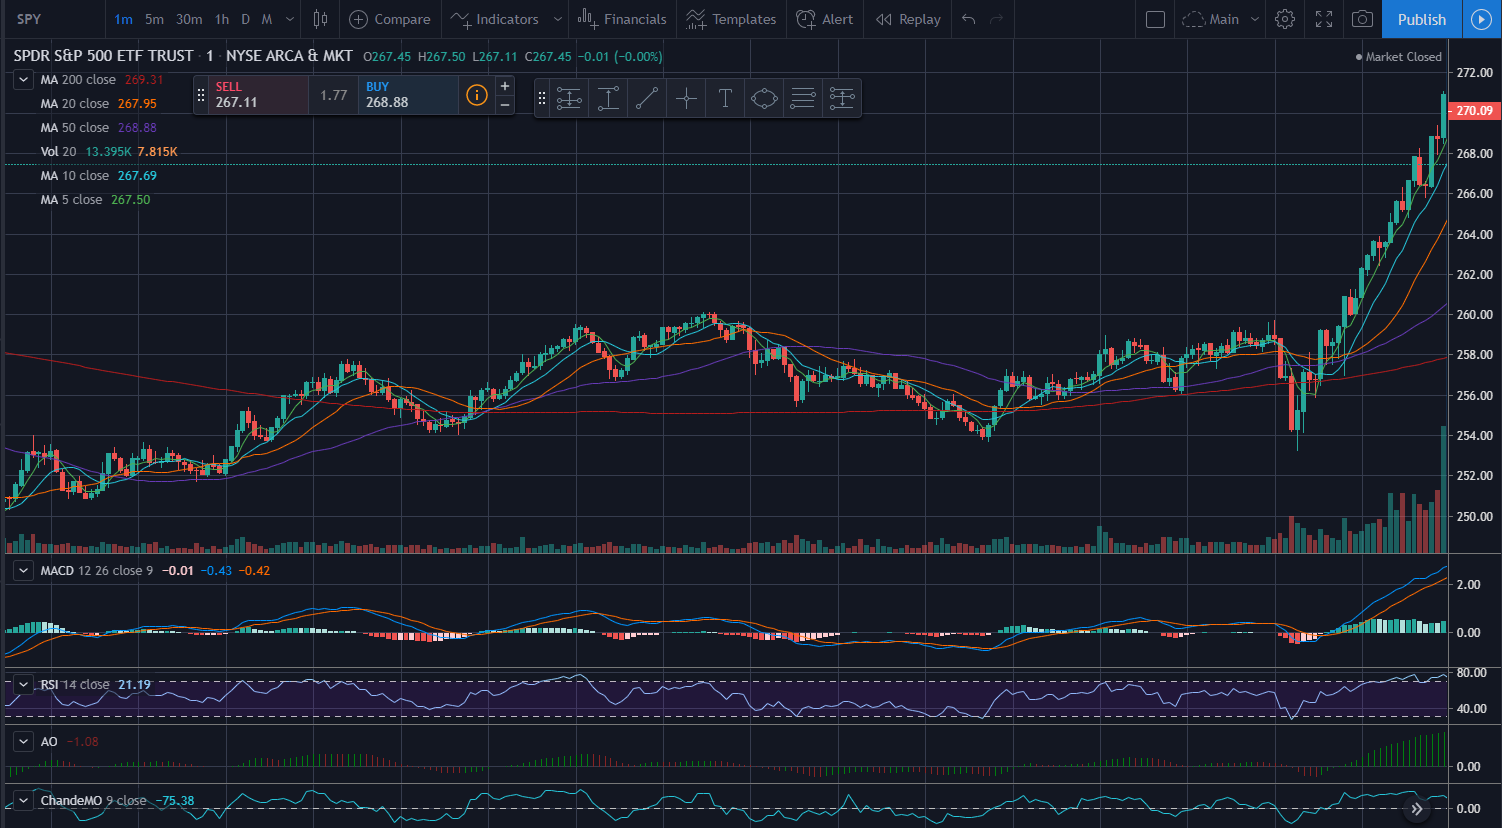 SPY 1m 5m 30m 1h D M Compare Indicators Financials Templates Alert Replay Main Publish
SPDR S&P 500 ETF TRUST · 1 · NYSE ARCA & MKT O267.45 H267.50 L267.11 C267.45 −0.01 (−0.00%)
Market Closed
MA 200 close 269.31
MA 20 close 267.95
MA 50 close 268.88
Vol 20 13.395K 7.815K
MA 10 close 267.69
MA 5 close 267.50
SELL
267.11
1.77
BUY
268.88
+
−
T
272.00
270.09
268.00
266.00
264.00
262.00
260.00
258.00
256.00
254.00
252.00
250.00
MACD 12 26 close 9 −0.01 −0.43 −0.42
2.00
0.00
RSI 14 close 21.19
80.00
40.00
AO −1.08
0.00
ChandeMO 9 close −75.38
0.00